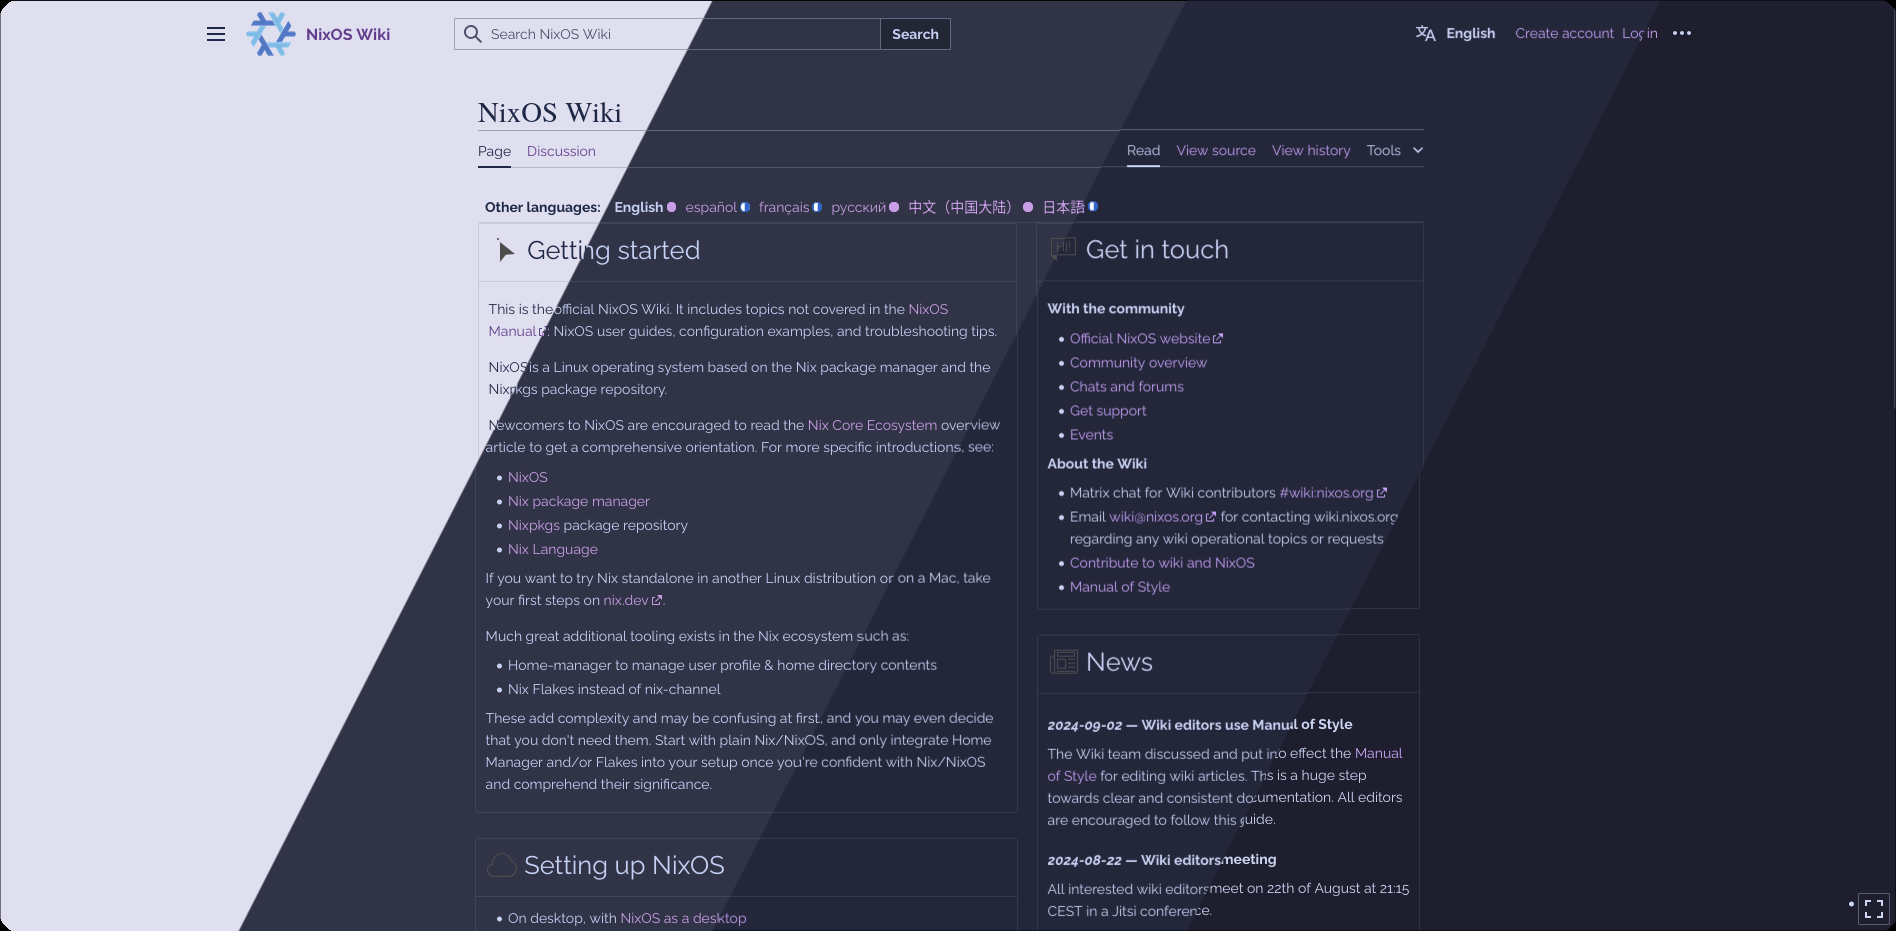 NixOS Wiki
Search NixOS Wiki
Search
English
Create account
Log in
NixOS Wiki
Page Discussion
Read View source View history Tools
Other languages: English español français русский 中文（中国大陆） 日本語
Getting started
This is the official NixOS Wiki. It includes topics not covered in the NixOS
Manual: NixOS user guides, configuration examples, and troubleshooting tips.
NixOS is a Linux operating system based on the Nix package manager and the
Nixpkgs package repository.
Newcomers to NixOS are encouraged to read the Nix Core Ecosystem overview
article to get a comprehensive orientation. For more specific introductions, see:
• NixOS
• Nix package manager
• Nixpkgs package repository
• Nix Language
If you want to try Nix standalone in another Linux distribution or on a Mac, take
your first steps on nix.dev.
Much great additional tooling exists in the Nix ecosystem such as:
• Home-manager to manage user profile & home directory contents
• Nix Flakes instead of nix-channel
These add complexity and may be confusing at first, and you may even decide
that you don't need them. Start with plain Nix/NixOS, and only integrate Home
Manager and/or Flakes into your setup once you're confident with Nix/NixOS
and comprehend their significance.
Setting up NixOS
• On desktop, with NixOS as a desktop
Hi!
Get in touch
With the community
• Official NixOS website
• Community overview
• Chats and forums
• Get support
• Events
About the Wiki
• Matrix chat for Wiki contributors #wiki:nixos.org
• Email wiki@nixos.org for contacting wiki.nixos.org
regarding any wiki operational topics or requests
• Contribute to wiki and NixOS
• Manual of Style
News
2024-09-02 — Wiki editors use Manual of Style
The Wiki team discussed and put into effect the Manual
of Style for editing wiki articles. This is a huge step
towards clear and consistent documentation. All editors
are encouraged to follow this guide.
2024-08-22 — Wiki editors meeting
All interested wiki editors meet on 22th of August at 21:15
CEST in a Jitsi conference.